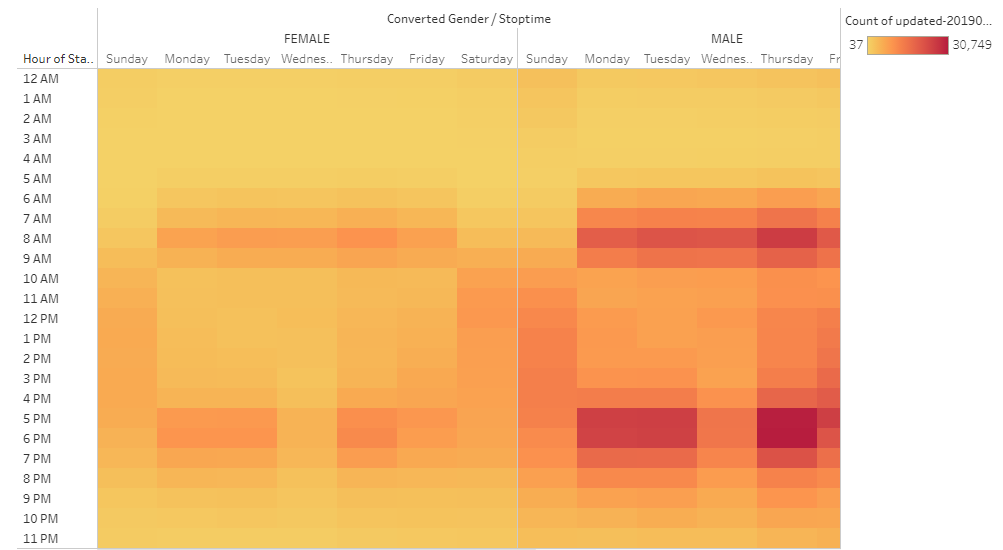 Converted Gender / Stoptime
Count of updated-20190...
37
30,749
FEMALE
MALE
Hour of Sta..
Sunday Monday Tuesday Wednes.. Thursday Friday Saturday Sunday Monday Tuesday Wednes.. Thursday Fr
12 AM
1 AM
2 AM
3 AM
4 AM
5 AM
6 AM
7 AM
8 AM
9 AM
10 AM
11 AM
12 PM
1 PM
2 PM
3 PM
4 PM
5 PM
6 PM
7 PM
8 PM
9 PM
10 PM
11 PM